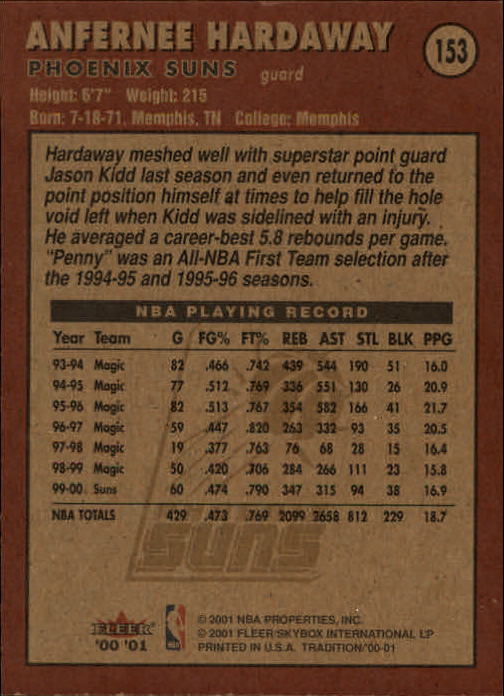 ANFERNEE HARDAWAY
153
PHOENIX SUNS guard
Height: 6'7" Weight: 215
Born: 7-18-71, Memphis, TN College: Memphis
Hardaway meshed well with superstar point guard
Jason Kidd last season and even returned to the
point position himself at times to help fill the hole
void left when Kidd was sidelined with an injury.
He averaged a career-best 5.8 rebounds per game.
"Penny" was an All-NBA First Team selection after
the 1994-95 and 1995-96 seasons.
NBA PLAYING RECORD
Year Team G FG% FT% REB AST STL BLK PPG
93-94 Magic 82 .466 .742 439 544 190 51 16.0
94-95 Magic 77 .512 .769 336 551 130 26 20.9
95-96 Magic 82 .513 .767 354 582 166 41 21.7
96-97 Magic 59 .447 .820 263 332 93 35 20.5
97-98 Magic 19 .377 .763 76 68 28 15 16.4
98-99 Magic 50 .420 .706 284 266 111 23 15.8
99-00 Suns 60 .474 .790 347 315 94 38 16.9
NBA TOTALS 429 .473 .769 2099 2658 812 229 18.7
SUNS
FLEER
'00 '01
© 2001 NBA PROPERTIES, INC.
© 2001 FLEER/SKYBOX INTERNATIONAL LP
PRINTED IN U.S.A. TRADITION/'00-01